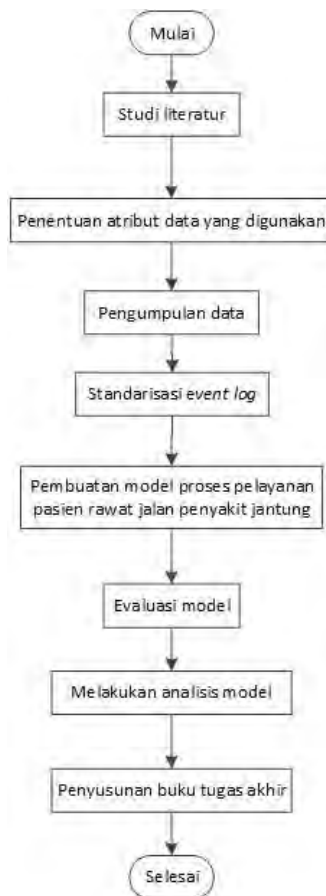 Mulai
Studi literatur
Penentuan atribut data yang digunakan
Pengumpulan data
Standarisasi event log
Pembuatan model proses pelayanan
pasien rawat jalan penyakit jantung
Evaluasi model
Melakukan analisis model
Penyusunan buku tugas akhir
Selesai